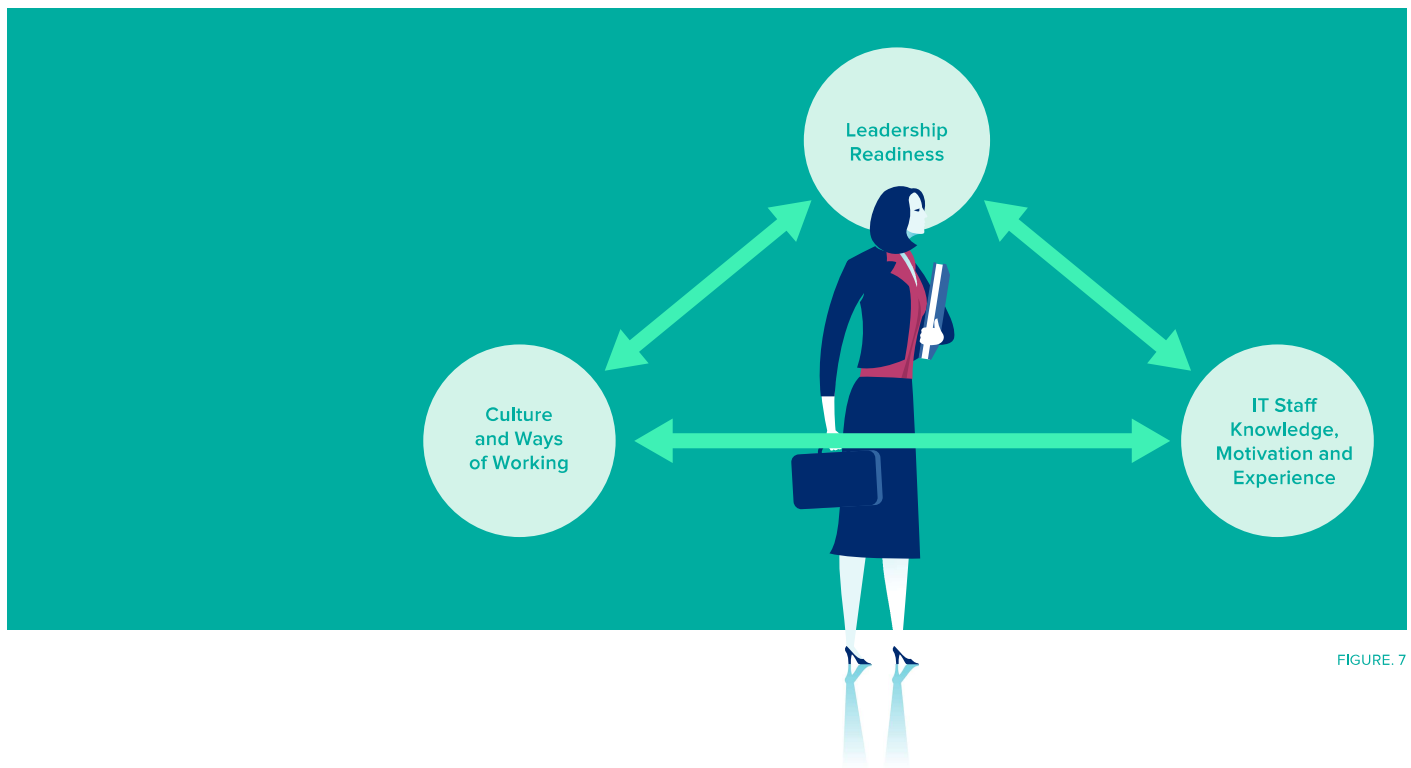 Leadership
Readiness
Culture
and Ways
of Working
IT Staff
Knowledge,
Motivation and
Experience
FIGURE. 7